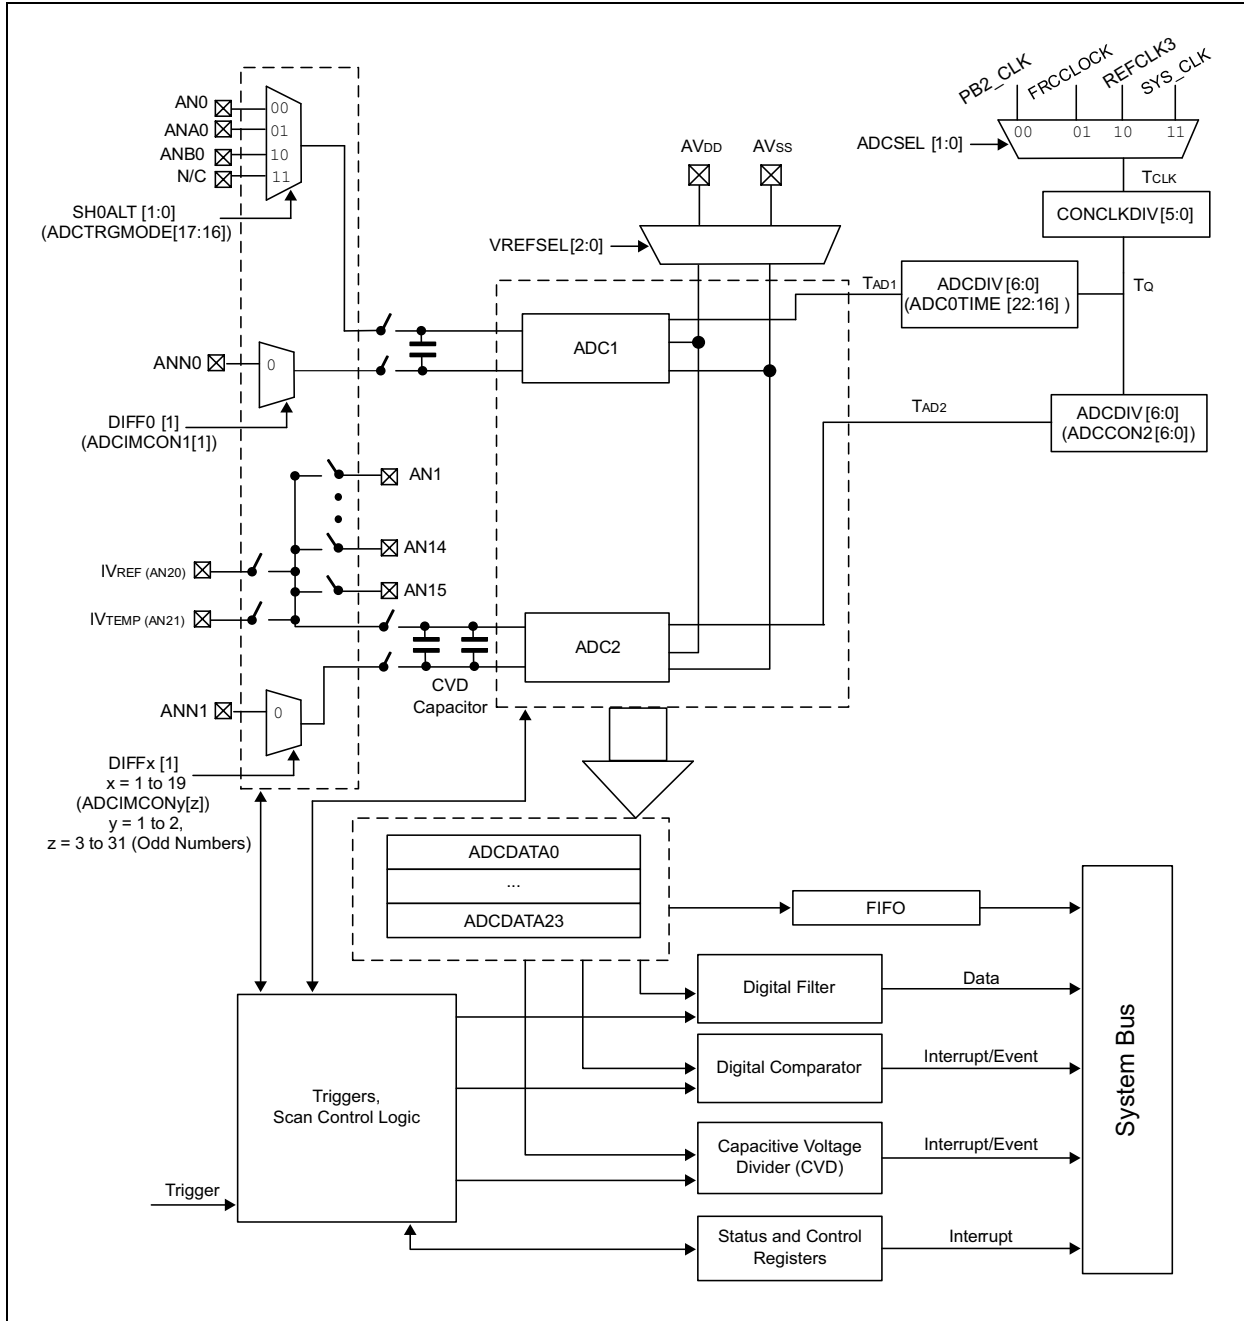 PB2_CLK
FRCCLOCK
REFCLK3
SYS_CLK
ADCSEL [1:0]
00 01 10 11
TCLK
CONCLKDIV[5:0]
TQ
AN0
ANA0
ANB0
N/C
00
01
10
11
SH0ALT [1:0]
(ADCTRGMODE[17:16])
AVDD
AVSS
VREFSEL[2:0]
TAD1
ADCDIV [6:0]
(ADC0TIME [22:16] )
ADC1
ANN0
0
DIFF0 [1]
(ADCIMCON1[1])
TAD2
ADCDIV [6:0]
(ADCCON2[6:0])
AN1
AN14
AN15
IVREF (AN20)
IVTEMP (AN21)
ADC2
CVD
Capacitor
ANN1
0
DIFFx [1]
x = 1 to 19
(ADCIMCONy[z])
y = 1 to 2,
z = 3 to 31 (Odd Numbers)
ADCDATA0
...
ADCDATA23
FIFO
Digital Filter
Data
Digital Comparator
Interrupt/Event
Capacitive Voltage
Divider (CVD)
Interrupt/Event
Status and Control
Registers
Interrupt
System Bus
Triggers,
Scan Control Logic
Trigger